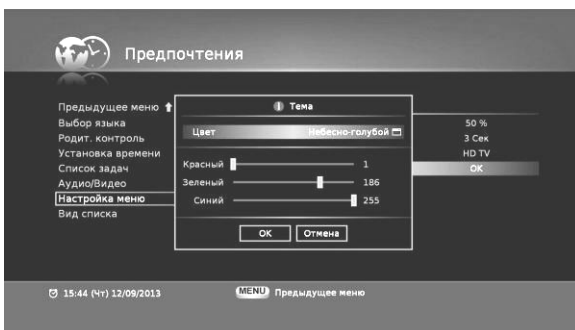 Предпочтения
Предыдущее меню
Выбор языка
Родит. контроль
Установка времени
Список задач
Аудио/Видео
Настройка меню
Вид списка
Тема
Цвет Небесно-голубой
Красный 1
Зеленый 186
Синий 255
OK Отмена
50 %
3 Сек
HD TV
OK
15:44 (Чт) 12/09/2013 MENU Предыдущее меню